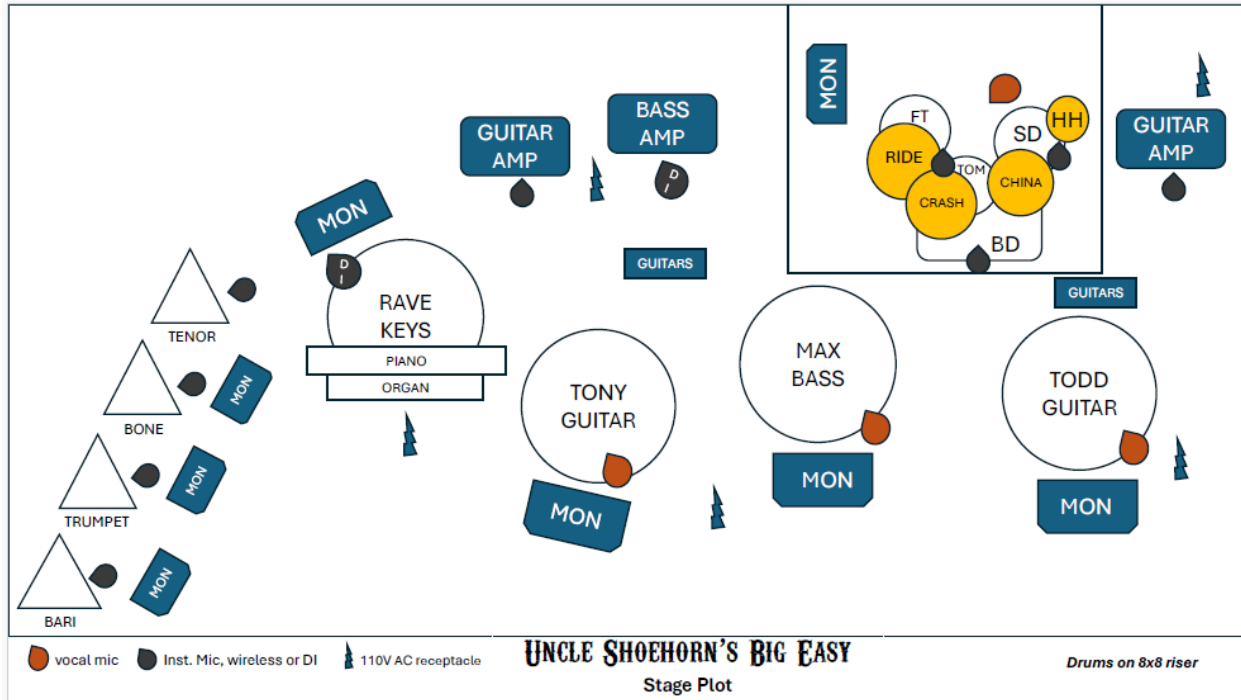 MON
FT
SD
HH
RIDE
TOM
CHINA
CRASH
BD
GUITAR
AMP
BASS
AMP
DI
GUITAR
AMP
MON
DI
RAVE
KEYS
PIANO
ORGAN
GUITARS
GUITARS
TENOR
BONE
MON
TRUMPET
MON
BARI
MON
TONY
GUITAR
MON
MAX
BASS
MON
TODD
GUITAR
MON
vocal mic
Inst. Mic, wireless or DI
110V AC receptacle
UNCLE SHOEHORN'S BIG EASY
Stage Plot
Drums on 8x8 riser